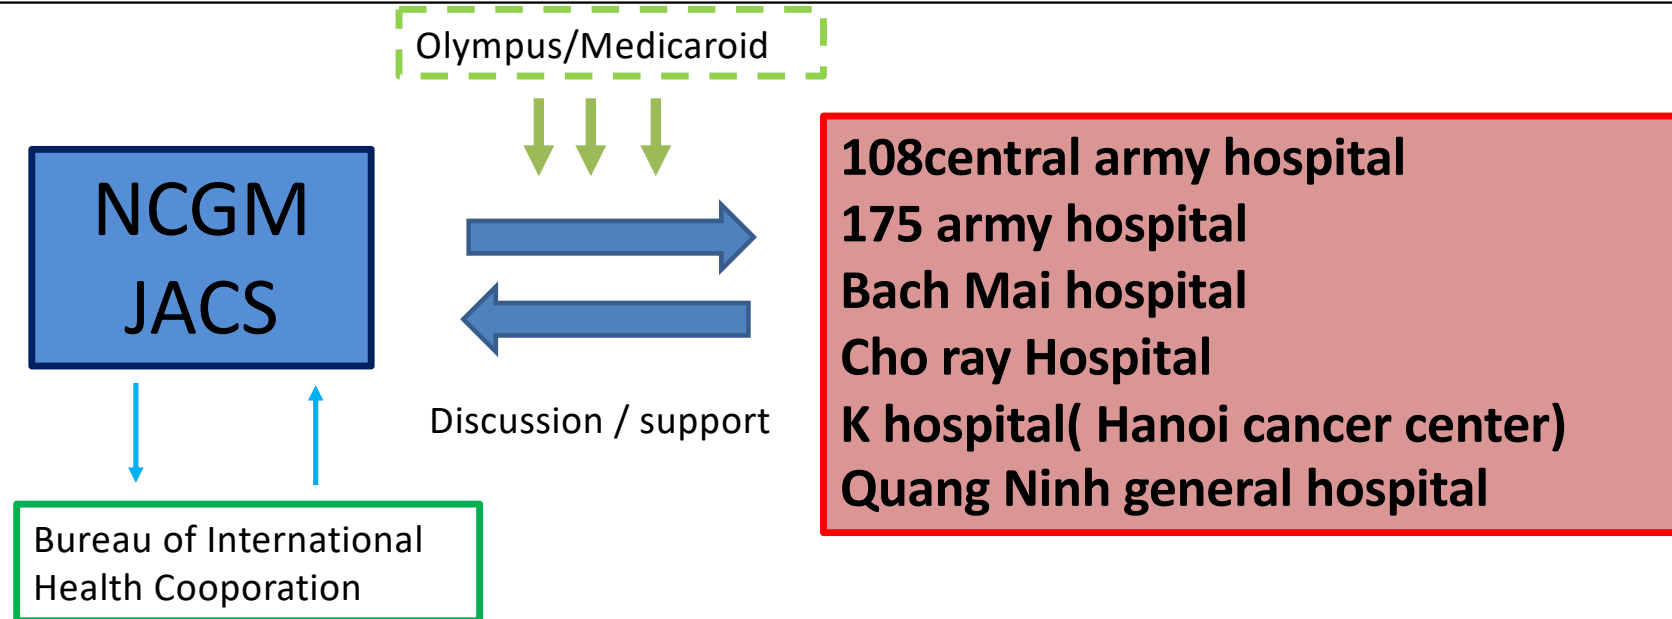 Olympus/Medicaroid
NCGM
JACS
108central army hospital
175 army hospital
Bach Mai hospital
Cho ray Hospital
K hospital( Hanoi cancer center)
Quang Ninh general hospital
Discussion / support
Bureau of International
Health Cooporation